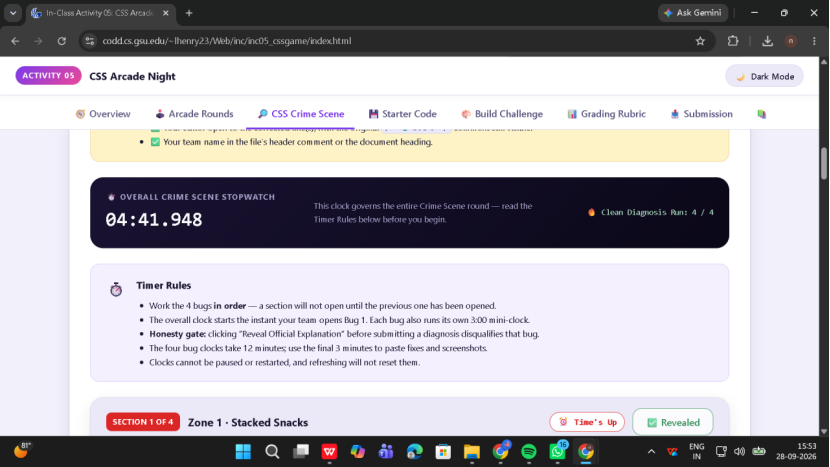 In-Class Activity 05: CSS Arcade
Ask Gemini
codd.cs.gsu.edu/~lhenry23/Web/inc/inc05_cssgame/index.html
n
ACTIVITY 05
CSS Arcade Night
Dark Mode
Overview
Arcade Rounds
CSS Crime Scene
Starter Code
Build Challenge
Grading Rubric
Submission
Your team name in the file's header comment or the document heading.
OVERALL CRIME SCENE STOPWATCH
04:41.948
This clock governs the entire Crime Scene round — read the
Timer Rules below before you begin.
Clean Diagnosis Run: 4 / 4
Timer Rules
Work the 4 bugs in order — a section will not open until the previous one has been opened.
The overall clock starts the instant your team opens Bug 1. Each bug also runs its own 3:00 mini-clock.
Honesty gate: clicking "Reveal Official Explanation" before submitting a diagnosis disqualifies that bug.
The four bug clocks take 12 minutes; use the final 3 minutes to paste fixes and screenshots.
Clocks cannot be paused or restarted, and refreshing will not reset them.
SECTION 1 OF 4
Zone 1 · Stacked Snacks
Time's Up
Revealed
81°
4
16
ENG
IN
15:53
28-09-2026